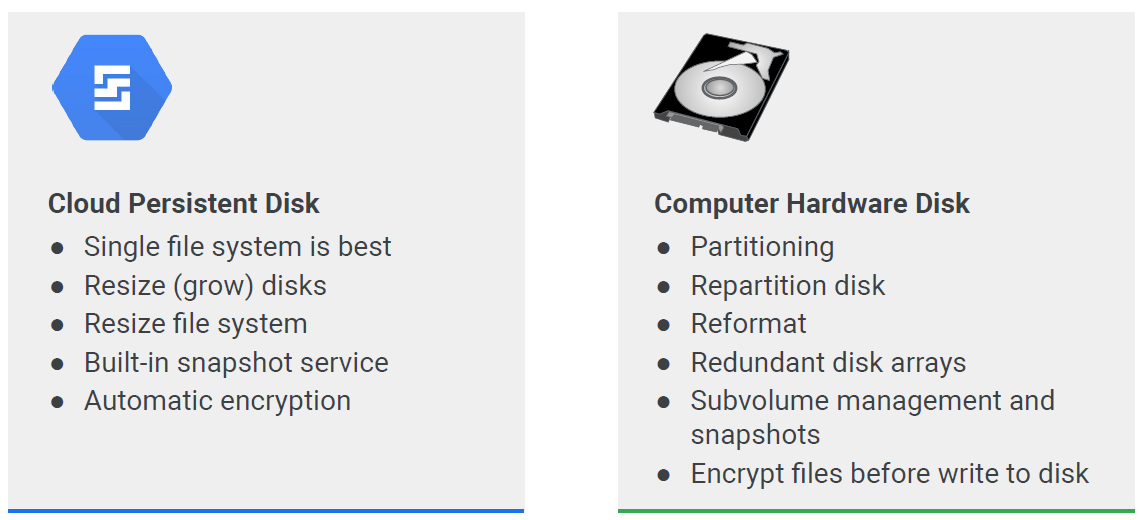 Cloud Persistent Disk
● Single file system is best
● Resize (grow) disks
● Resize file system
● Built-in snapshot service
● Automatic encryption
Computer Hardware Disk
● Partitioning
● Repartition disk
● Reformat
● Redundant disk arrays
● Subvolume management and
snapshots
● Encrypt files before write to disk